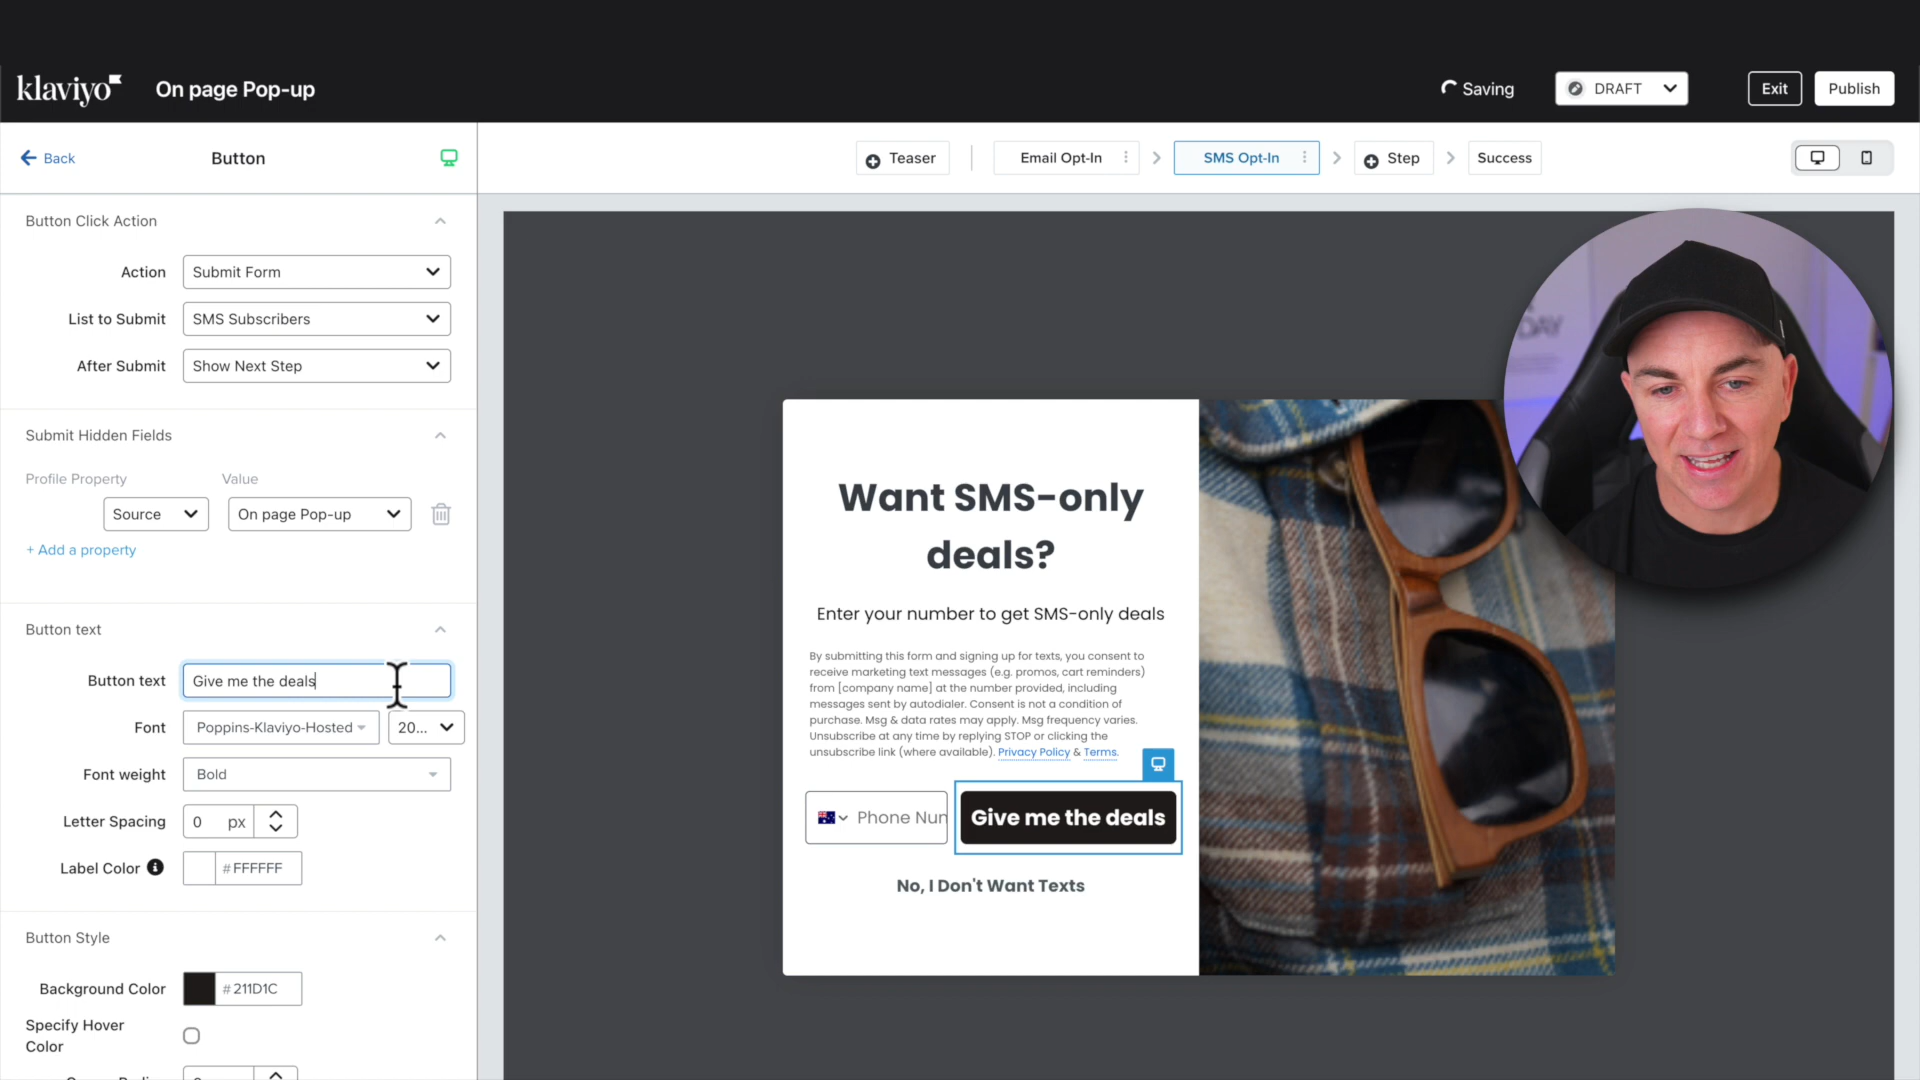 klaviyo
On page Pop-up
Saving
DRAFT
Exit
Publish
Back
Button
Teaser
Email Opt-In
SMS Opt-In
Step
Success
Button Click Action
Action
Submit Form
List to Submit
SMS Subscribers
After Submit
Show Next Step
Submit Hidden Fields
Profile Property
Value
Source
On page Pop-up
+ Add a property
Button text
Button text
Give me the deals
Font
Poppins-Klaviyo-Hosted
20...
Font weight
Bold
Letter Spacing
0 px
Label Color
#FFFFFF
Button Style
Background Color
#211D1C
Specify Hover
Color
Want SMS-only
deals?
Enter your number to get SMS-only deals
By submitting this form and signing up for texts, you consent to
receive marketing text messages (e.g. promos, cart reminders)
from [company name] at the number provided, including
messages sent by autodialer. Consent is not a condition of
purchase. Msg & data rates may apply. Msg frequency varies.
Unsubscribe at any time by replying STOP or clicking the
unsubscribe link (where available). Privacy Policy & Terms.
Phone Nun
Give me the deals
No, I Don't Want Texts